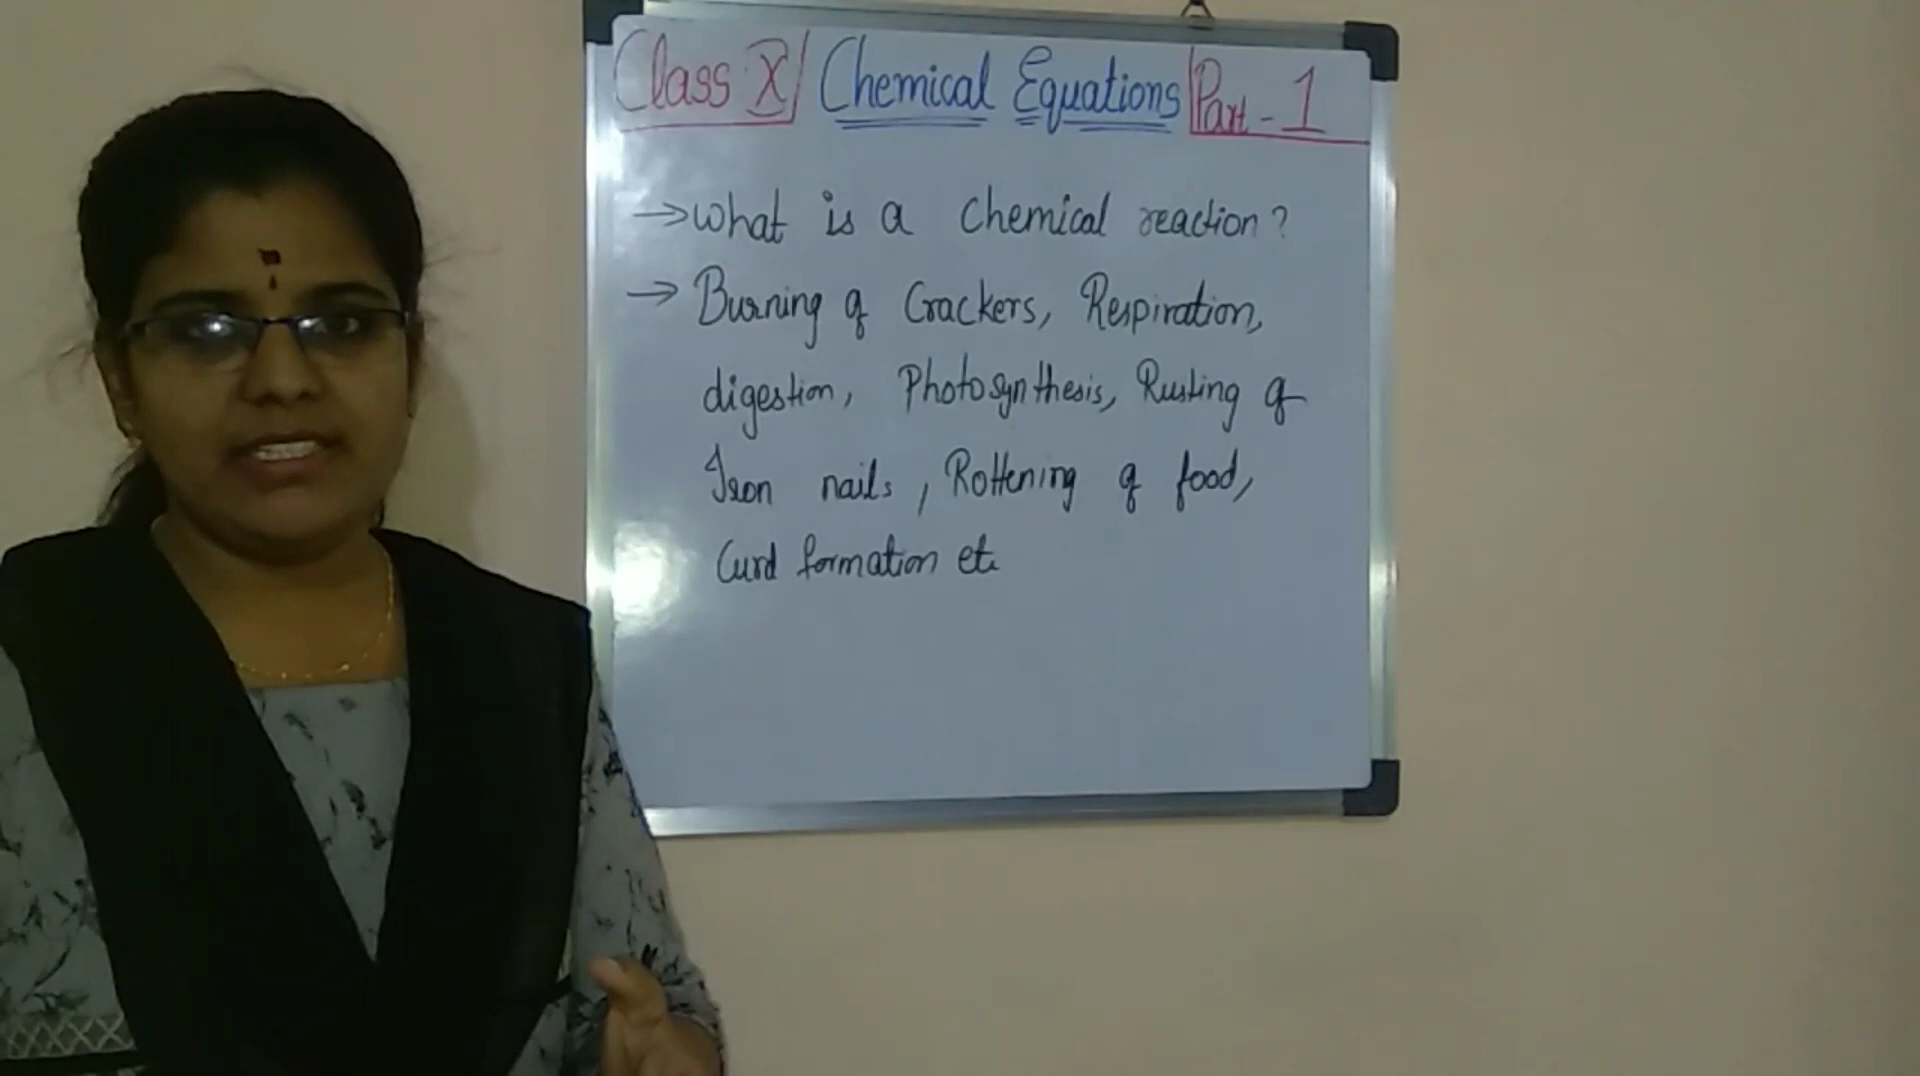 Class X Chemical Equations Part - 1
→ What is a Chemical reaction?
→ Burning of Crackers, Respiration,
digestion, Photosynthesis, Rusting of
Iron nails, Rottening of food,
Curd formation etc